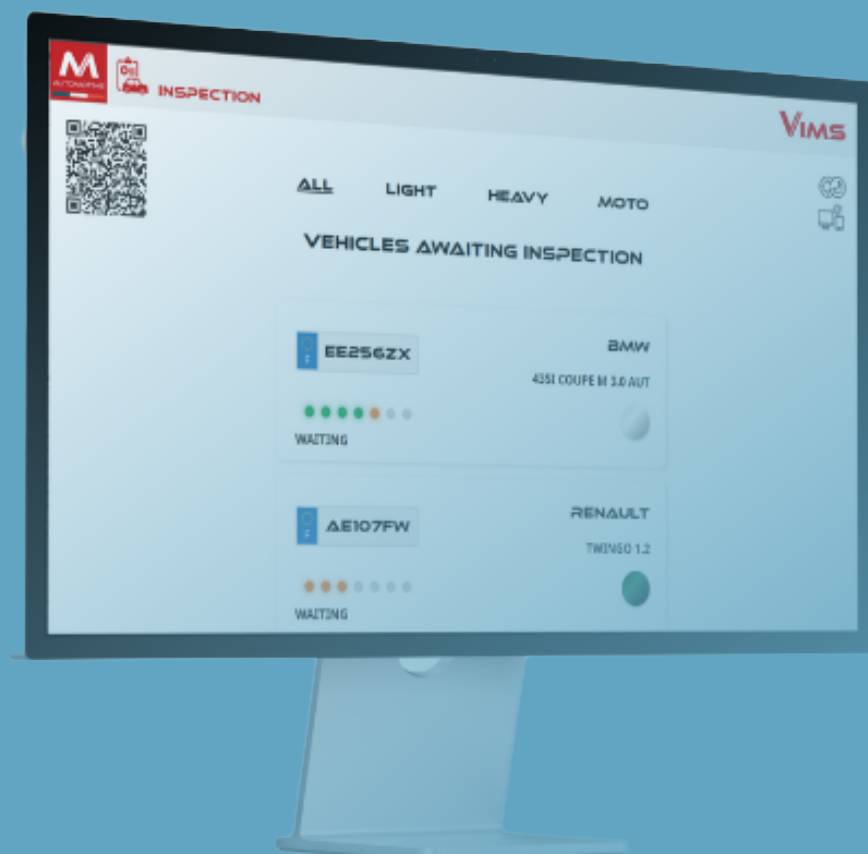 M
AUTOMOTIVE
INSPECTION
VIMS
ALL LIGHT HEAVY MOTO
VEHICLES AWAITING INSPECTION
F EE256ZX
BMW
435I COUPE M 3.0 AUT
WAITING
F AE107FW
RENAULT
TWINGO 1.2
WAITING